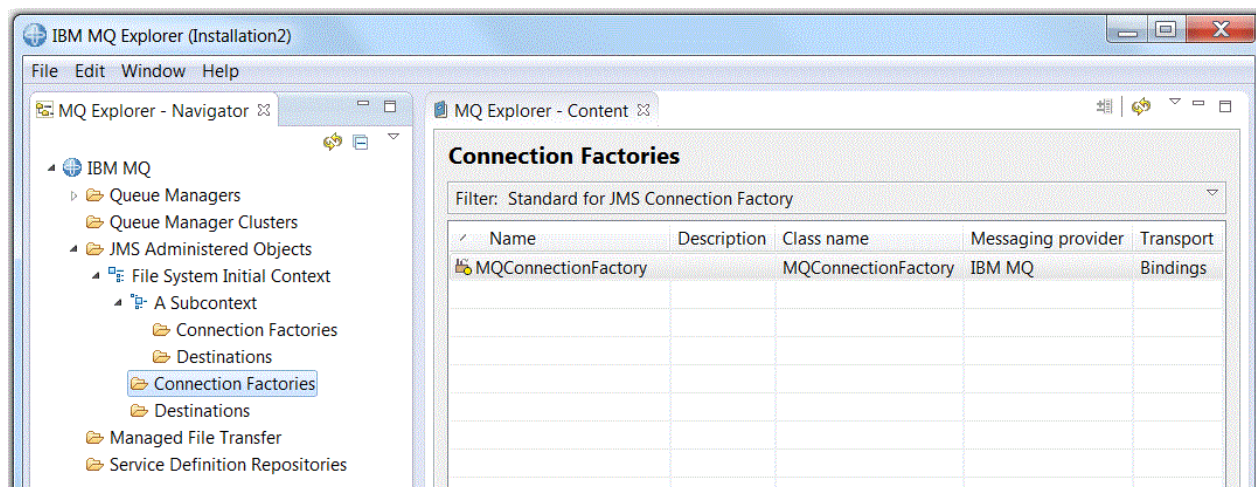 IBM MQ Explorer (Installation2)
File Edit Window Help
MQ Explorer - Navigator
IBM MQ
Queue Managers
Queue Manager Clusters
JMS Administered Objects
File System Initial Context
A Subcontext
Connection Factories
Destinations
Connection Factories
Destinations
Managed File Transfer
Service Definition Repositories
MQ Explorer - Content
Connection Factories
Filter: Standard for JMS Connection Factory
Name Description Class name Messaging provider Transport
MQConnectionFactory MQConnectionFactory IBM MQ Bindings